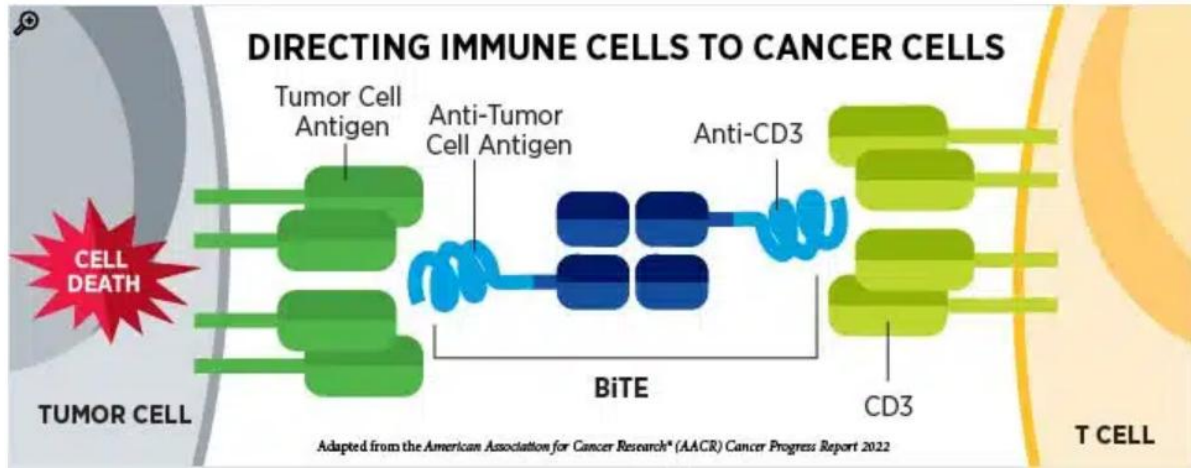 DIRECTING IMMUNE CELLS TO CANCER CELLS
Tumor Cell
Antigen
Anti-Tumor
Cell Antigen
Anti-CD3
CELL
DEATH
BiTE
CD3
TUMOR CELL
T CELL
Adapted from the American Association for Cancer Research® (AACR) Cancer Progress Report 2022